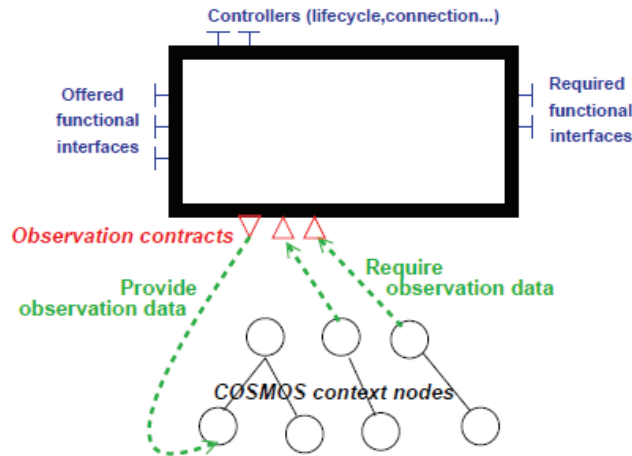 Controllers (lifecycle,connection...)
Offered
functional
interfaces
Required
functional
interfaces
Observation contracts
Provide
observation data
Require
observation data
COSMOS context nodes